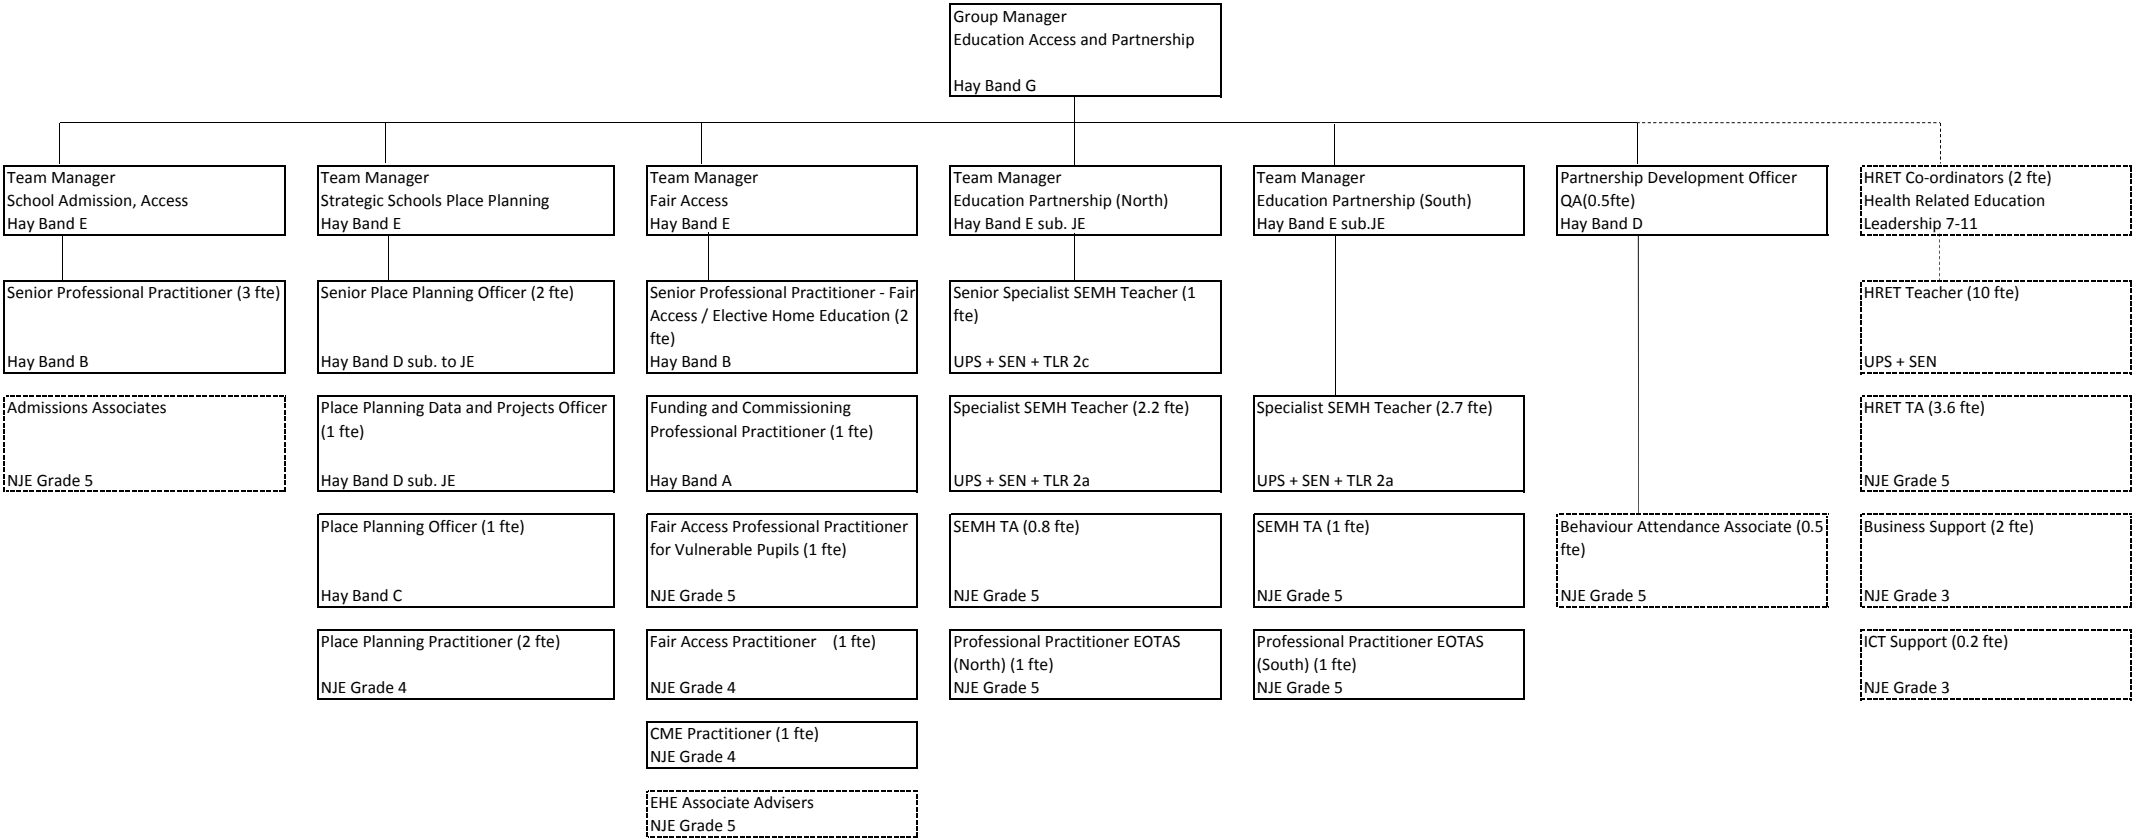 Group Manager
Education Access and Partnership
Hay Band G
Team Manager
School Admission, Access
Hay Band E
Team Manager
Strategic Schools Place Planning
Hay Band E
Team Manager
Fair Access
Hay Band E
Team Manager
Education Partnership (North)
Hay Band E sub. JE
Team Manager
Education Partnership (South)
Hay Band E sub.JE
Partnership Development Officer
QA(0.5fte)
Hay Band D
HRET Co-ordinators (2 fte)
Health Related Education
Leadership 7-11
Senior Professional Practitioner (3 fte)
Hay Band B
Senior Place Planning Officer (2 fte)
Hay Band D sub. to JE
Senior Professional Practitioner - Fair
Access / Elective Home Education (2
fte)
Hay Band B
Senior Specialist SEMH Teacher (1
fte)
UPS + SEN + TLR 2c
HRET Teacher (10 fte)
UPS + SEN
Admissions Associates
NJE Grade 5
Place Planning Data and Projects Officer
(1 fte)
Hay Band D sub. JE
Funding and Commissioning
Professional Practitioner (1 fte)
Hay Band A
Specialist SEMH Teacher (2.2 fte)
UPS + SEN + TLR 2a
Specialist SEMH Teacher (2.7 fte)
UPS + SEN + TLR 2a
HRET TA (3.6 fte)
NJE Grade 5
Place Planning Officer (1 fte)
Hay Band C
Fair Access Professional Practitioner
for Vulnerable Pupils (1 fte)
NJE Grade 5
SEMH TA (0.8 fte)
NJE Grade 5
SEMH TA (1 fte)
NJE Grade 5
Behaviour Attendance Associate (0.5
fte)
NJE Grade 5
Business Support (2 fte)
NJE Grade 3
Place Planning Practitioner (2 fte)
NJE Grade 4
Fair Access Practitioner (1 fte)
NJE Grade 4
Professional Practitioner EOTAS
(North) (1 fte)
NJE Grade 5
Professional Practitioner EOTAS
(South) (1 fte)
NJE Grade 5
ICT Support (0.2 fte)
NJE Grade 3
CME Practitioner (1 fte)
NJE Grade 4
EHE Associate Advisers
NJE Grade 5